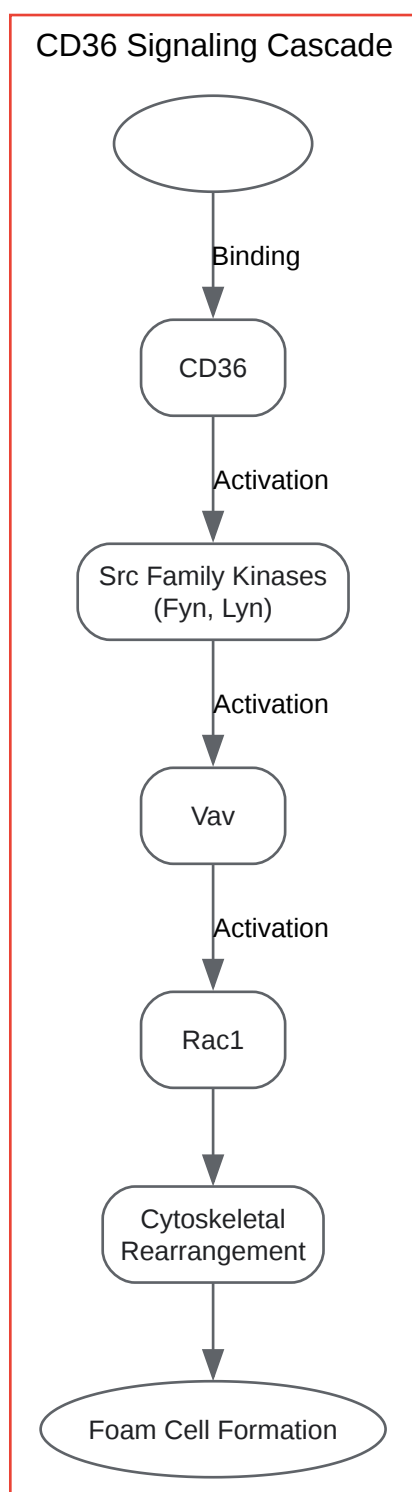 CD36 Signaling Cascade
Binding
CD36
Activation
Src Family Kinases
(Fyn, Lyn)
Activation
Vav
Activation
Rac1
Cytoskeletal
Rearrangement
Foam Cell Formation